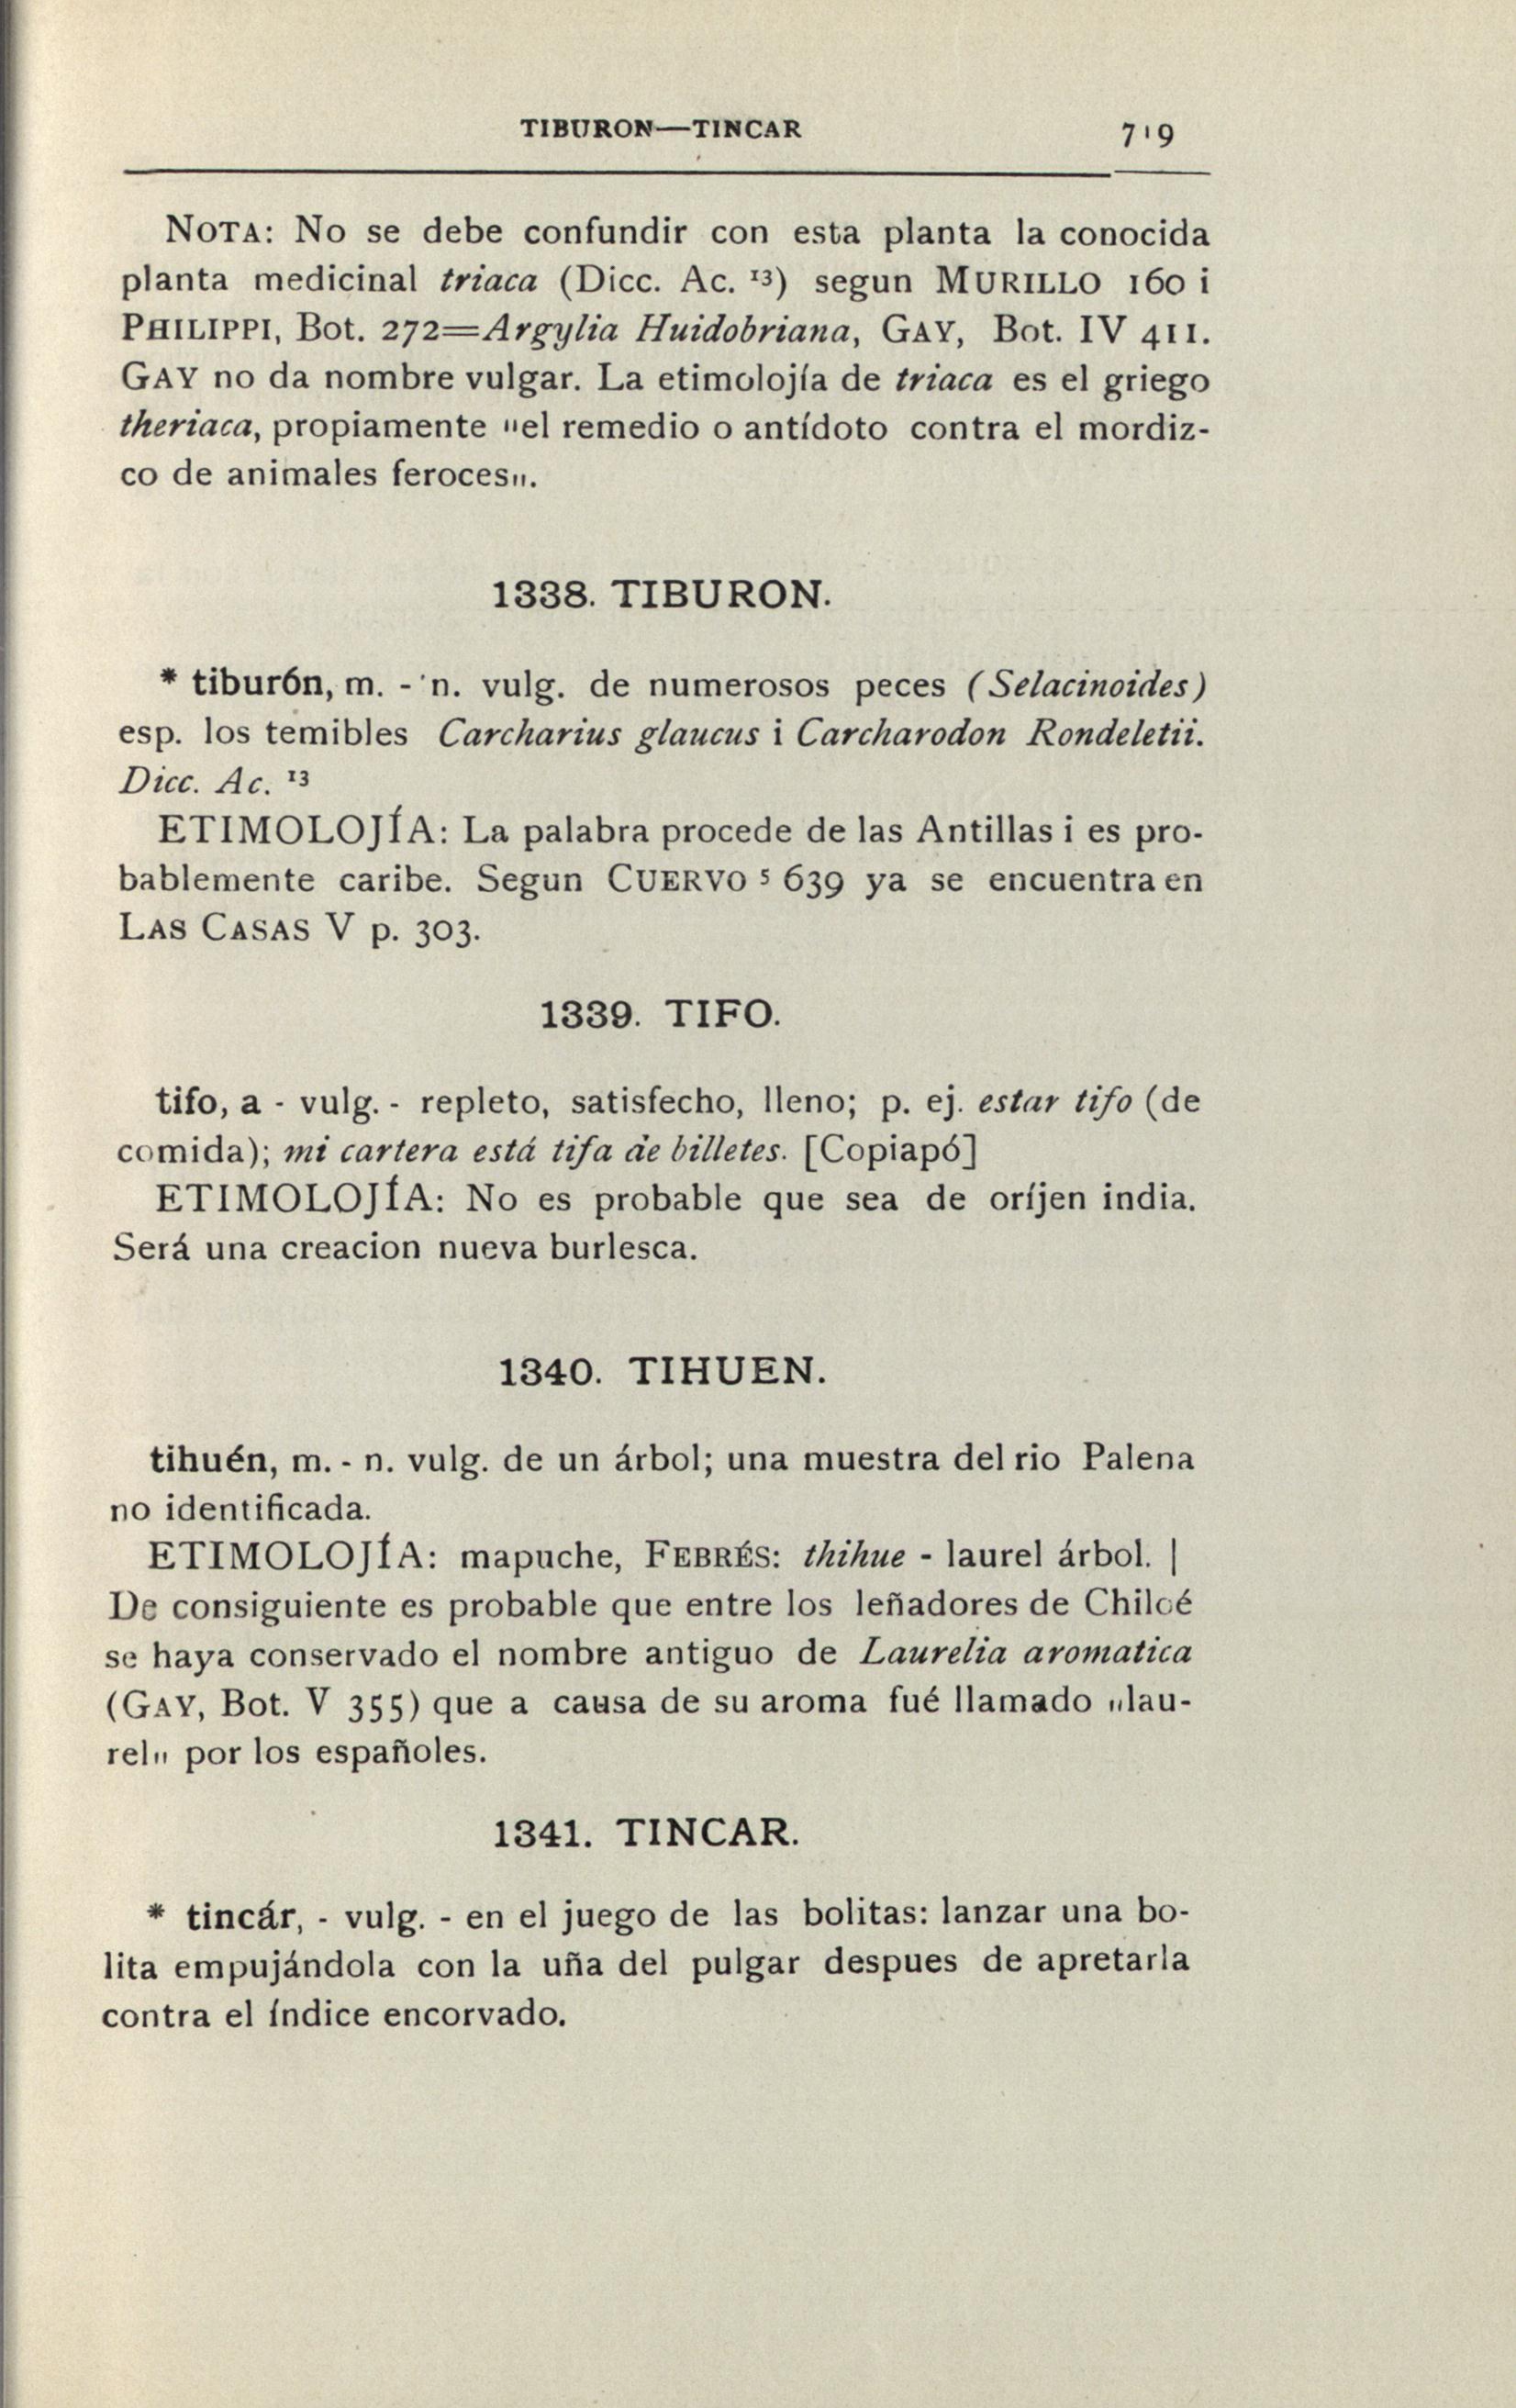 TIBURON—TINCAR 719
NOTA: No se debe confundir con esta planta la conocida
planta medicinal triaca (Dicc. Ac. 13) segun MURILLO 160 i
PHILIPPI, Bot. 272=Argylia Huidobriana, GAY, Bot. IV 411.
GAY no da nombre vulgar. La etimolojía de triaca es el griego
theriaca, propiamente "el remedio o antídoto contra el mordiz-
co de animales feroces".
1338. TIBURON.
* tiburón, m. - n. vulg. de numerosos peces (Selacinoides)
esp. los temibles Carcharius glaucus i Carcharodon Rondeletii.
Dicc. Ac. 13
ETIMOLOJÍA: La palabra procede de las Antillas i es pro-
bablemente caribe. Segun CUERVO 5 639 ya se encuentra en
LAS CASAS V p. 303.
1339. TIFO.
tifo, a - vulg. - repleto, satisfecho, lleno; p. ej. estar tifo (de
comida); mi cartera está tifa de billetes. [Copiapó]
ETIMOLOJÍA: No es probable que sea de oríjen india.
Será una creacion nueva burlesca.
1340. TIHUEN.
tihuén, m. - n. vulg. de un árbol; una muestra del rio Palena
no identificada.
ETIMOLOJÍA: mapuche, FEBRÉS: thihue - laurel árbol. |
De consiguiente es probable que entre los leñadores de Chiloé
se haya conservado el nombre antiguo de Laurelia aromatica
(GAY, Bot. V 355) que a causa de su aroma fué llamado "lau-
rel" por los españoles.
1341. TINCAR.
* tincár, - vulg. - en el juego de las bolitas: lanzar una bo-
lita empujándola con la uña del pulgar despues de apretarla
contra el índice encorvado.